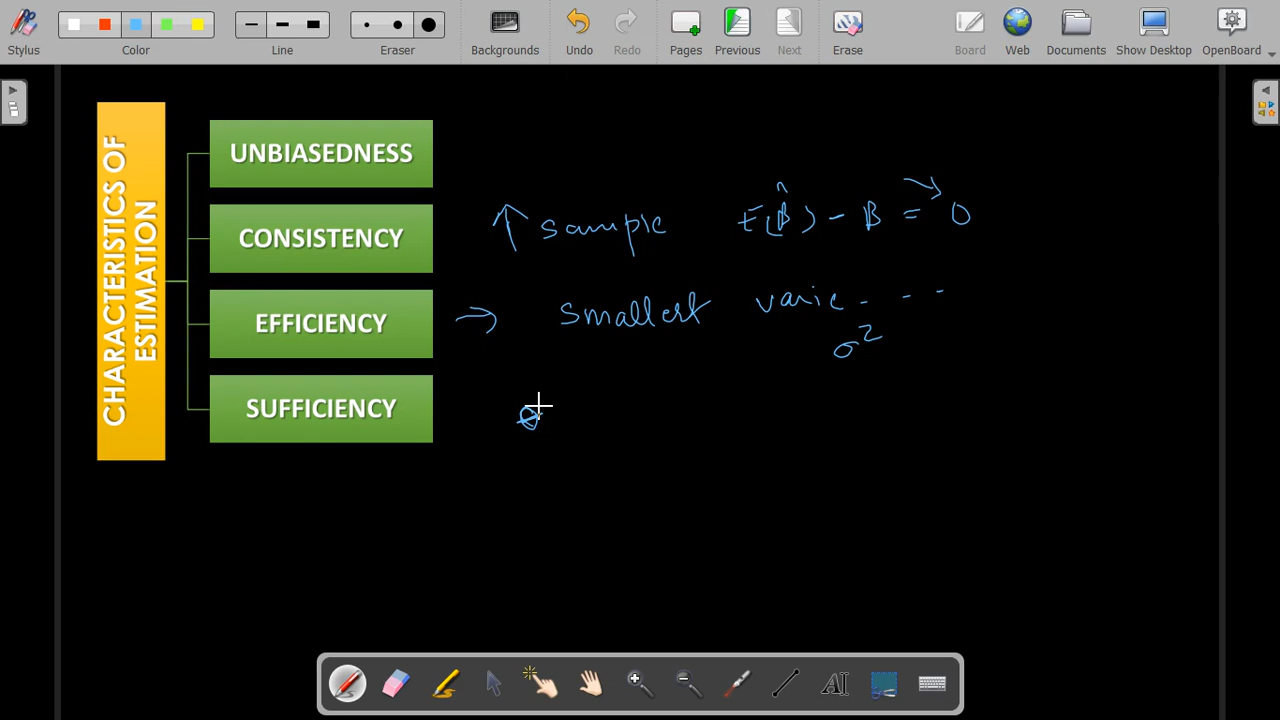 Stylus
Color
Line
Eraser
Backgrounds
Undo
Redo
Pages
Previous
Next
Erase
Board
Web
Documents
Show Desktop
OpenBoard
CHARACTERISTICS OF
ESTIMATION
UNBIASEDNESS
CONSISTENCY
↑ sample E(β̂) - β = → 0
EFFICIENCY
→ smallest varie - - -
σ²
SUFFICIENCY
θ
AI